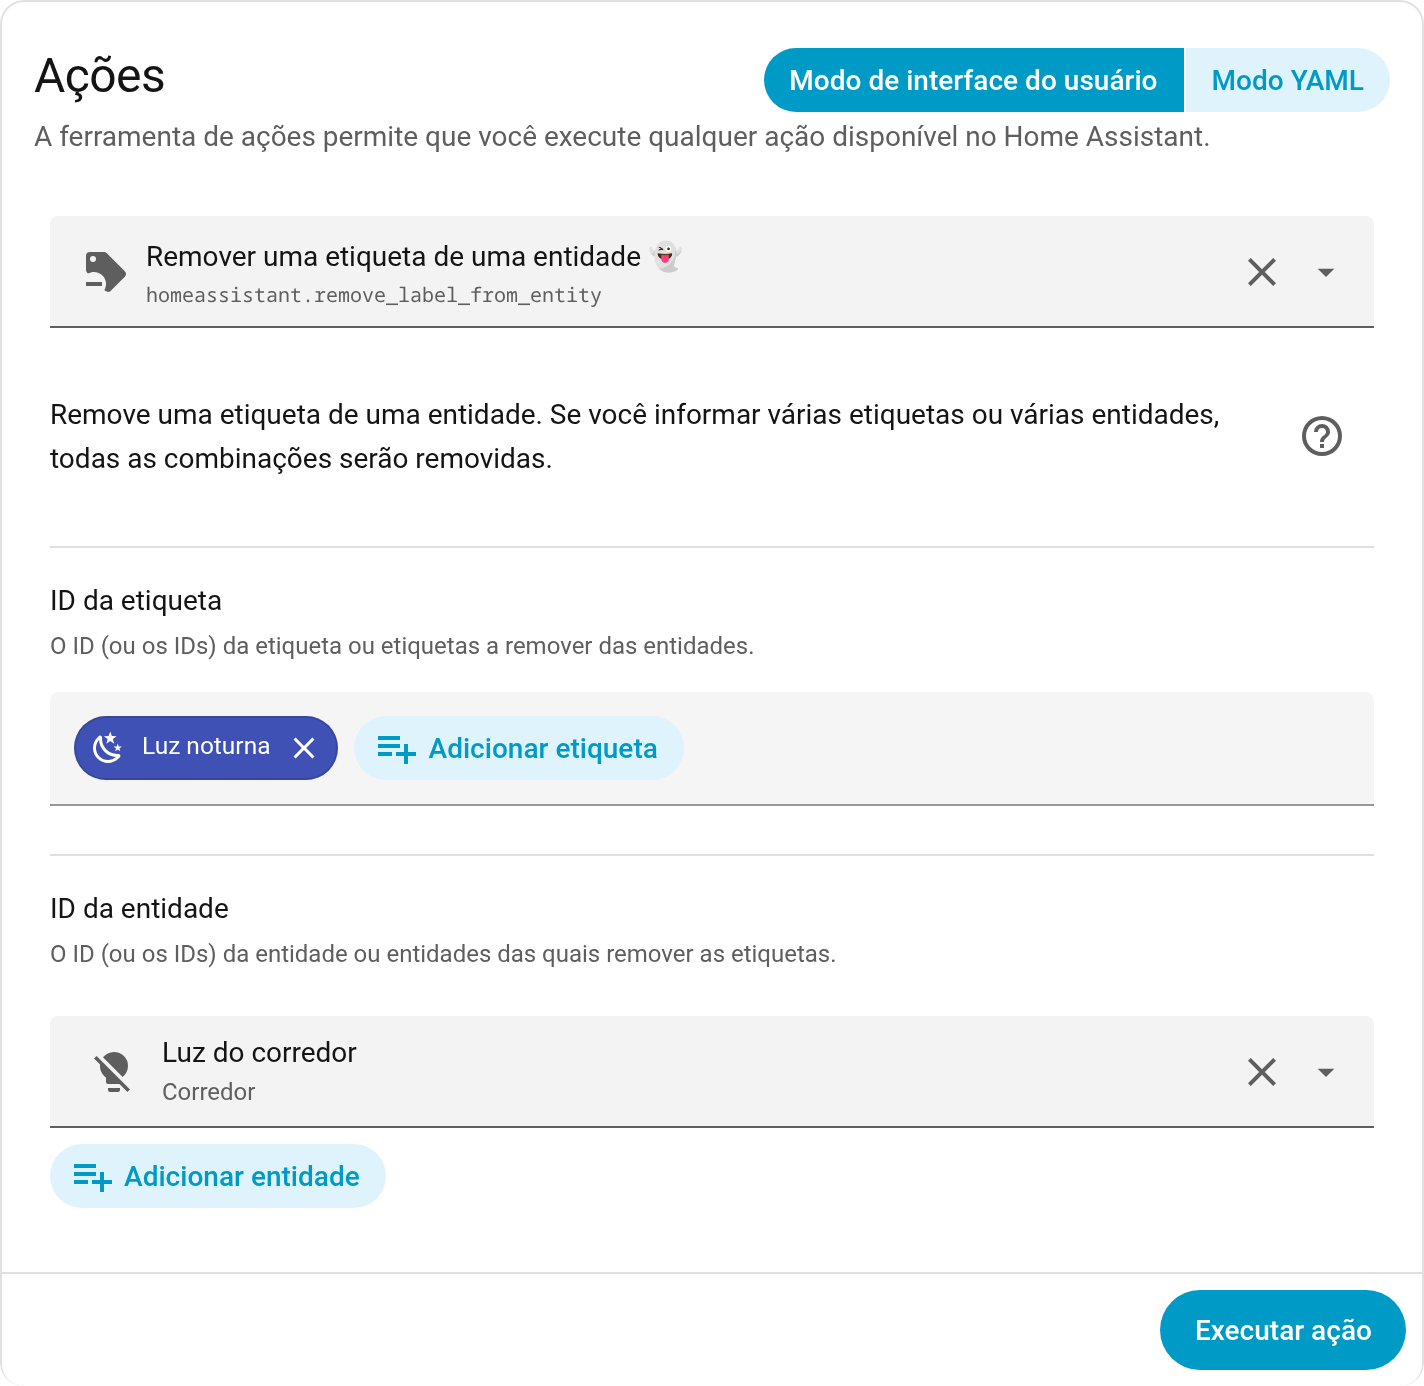 Ações
Modo de interface do usuário
Modo YAML
A ferramenta de ações permite que você execute qualquer ação disponível no Home Assistant.
Remover uma etiqueta de uma entidade 👻
homeassistant.remove_label_from_entity
Remove uma etiqueta de uma entidade. Se você informar várias etiquetas ou várias entidades,
todas as combinações serão removidas.
ID da etiqueta
O ID (ou os IDs) da etiqueta ou etiquetas a remover das entidades.
Luz noturna
Adicionar etiqueta
ID da entidade
O ID (ou os IDs) da entidade ou entidades das quais remover as etiquetas.
Luz do corredor
Corredor
Adicionar entidade
Executar ação